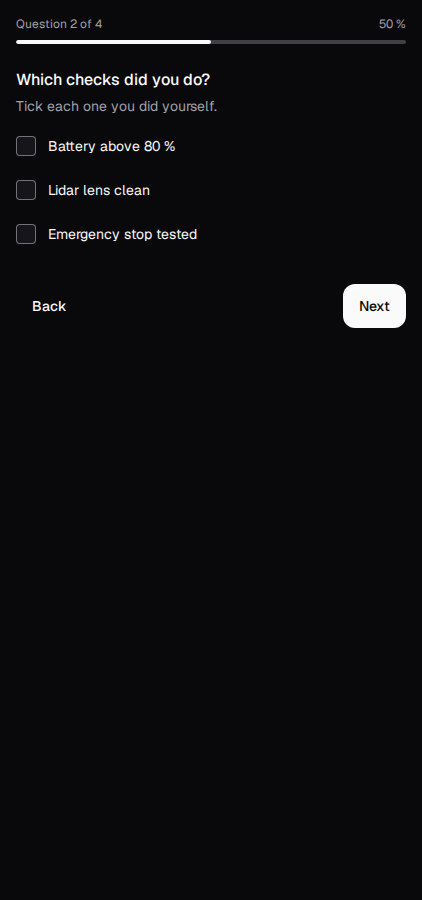 Question 2 of 4
50 %
Which checks did you do?
Tick each one you did yourself.
Battery above 80 %
Lidar lens clean
Emergency stop tested
Back
Next